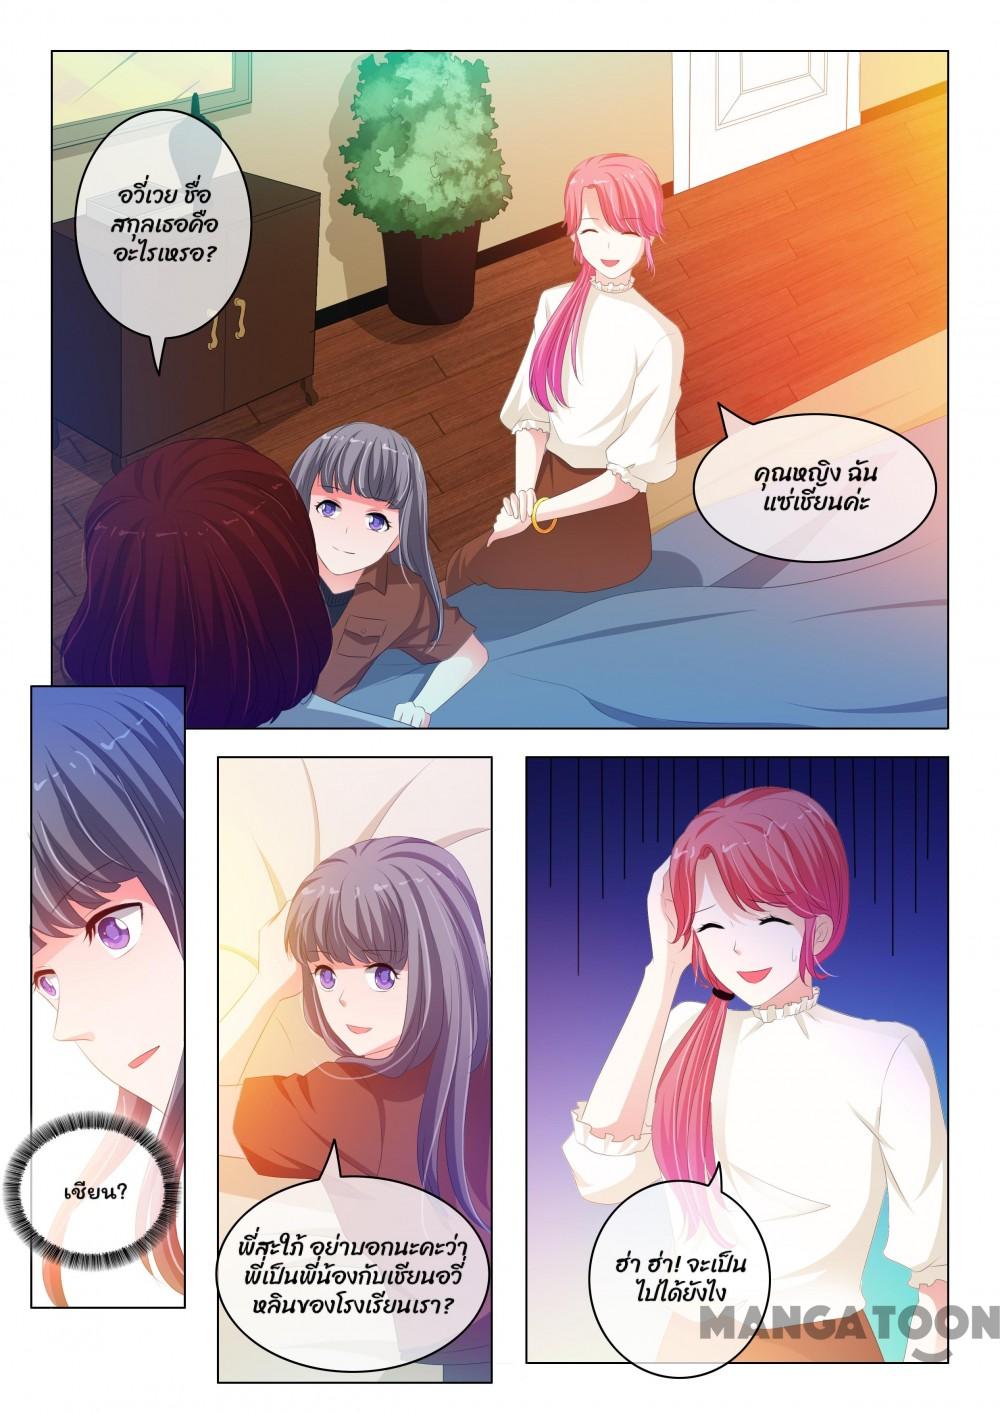 อวี่เวย ชื่อ
สกุลเธอคือ
อะไรเหรอ?
คุณหญิง ฉัน
แซ่เซี่ยนค่ะ
เซียน?
พี่สะใภ้ อย่าบอกนะคะว่า
พี่เป็นพี่น้องกับเซียนอวี่
หลินของโรงเรียนเรา?
ฮ่า ฮ่า! จะเป็น
ไปได้ยังไง
MANGATOON